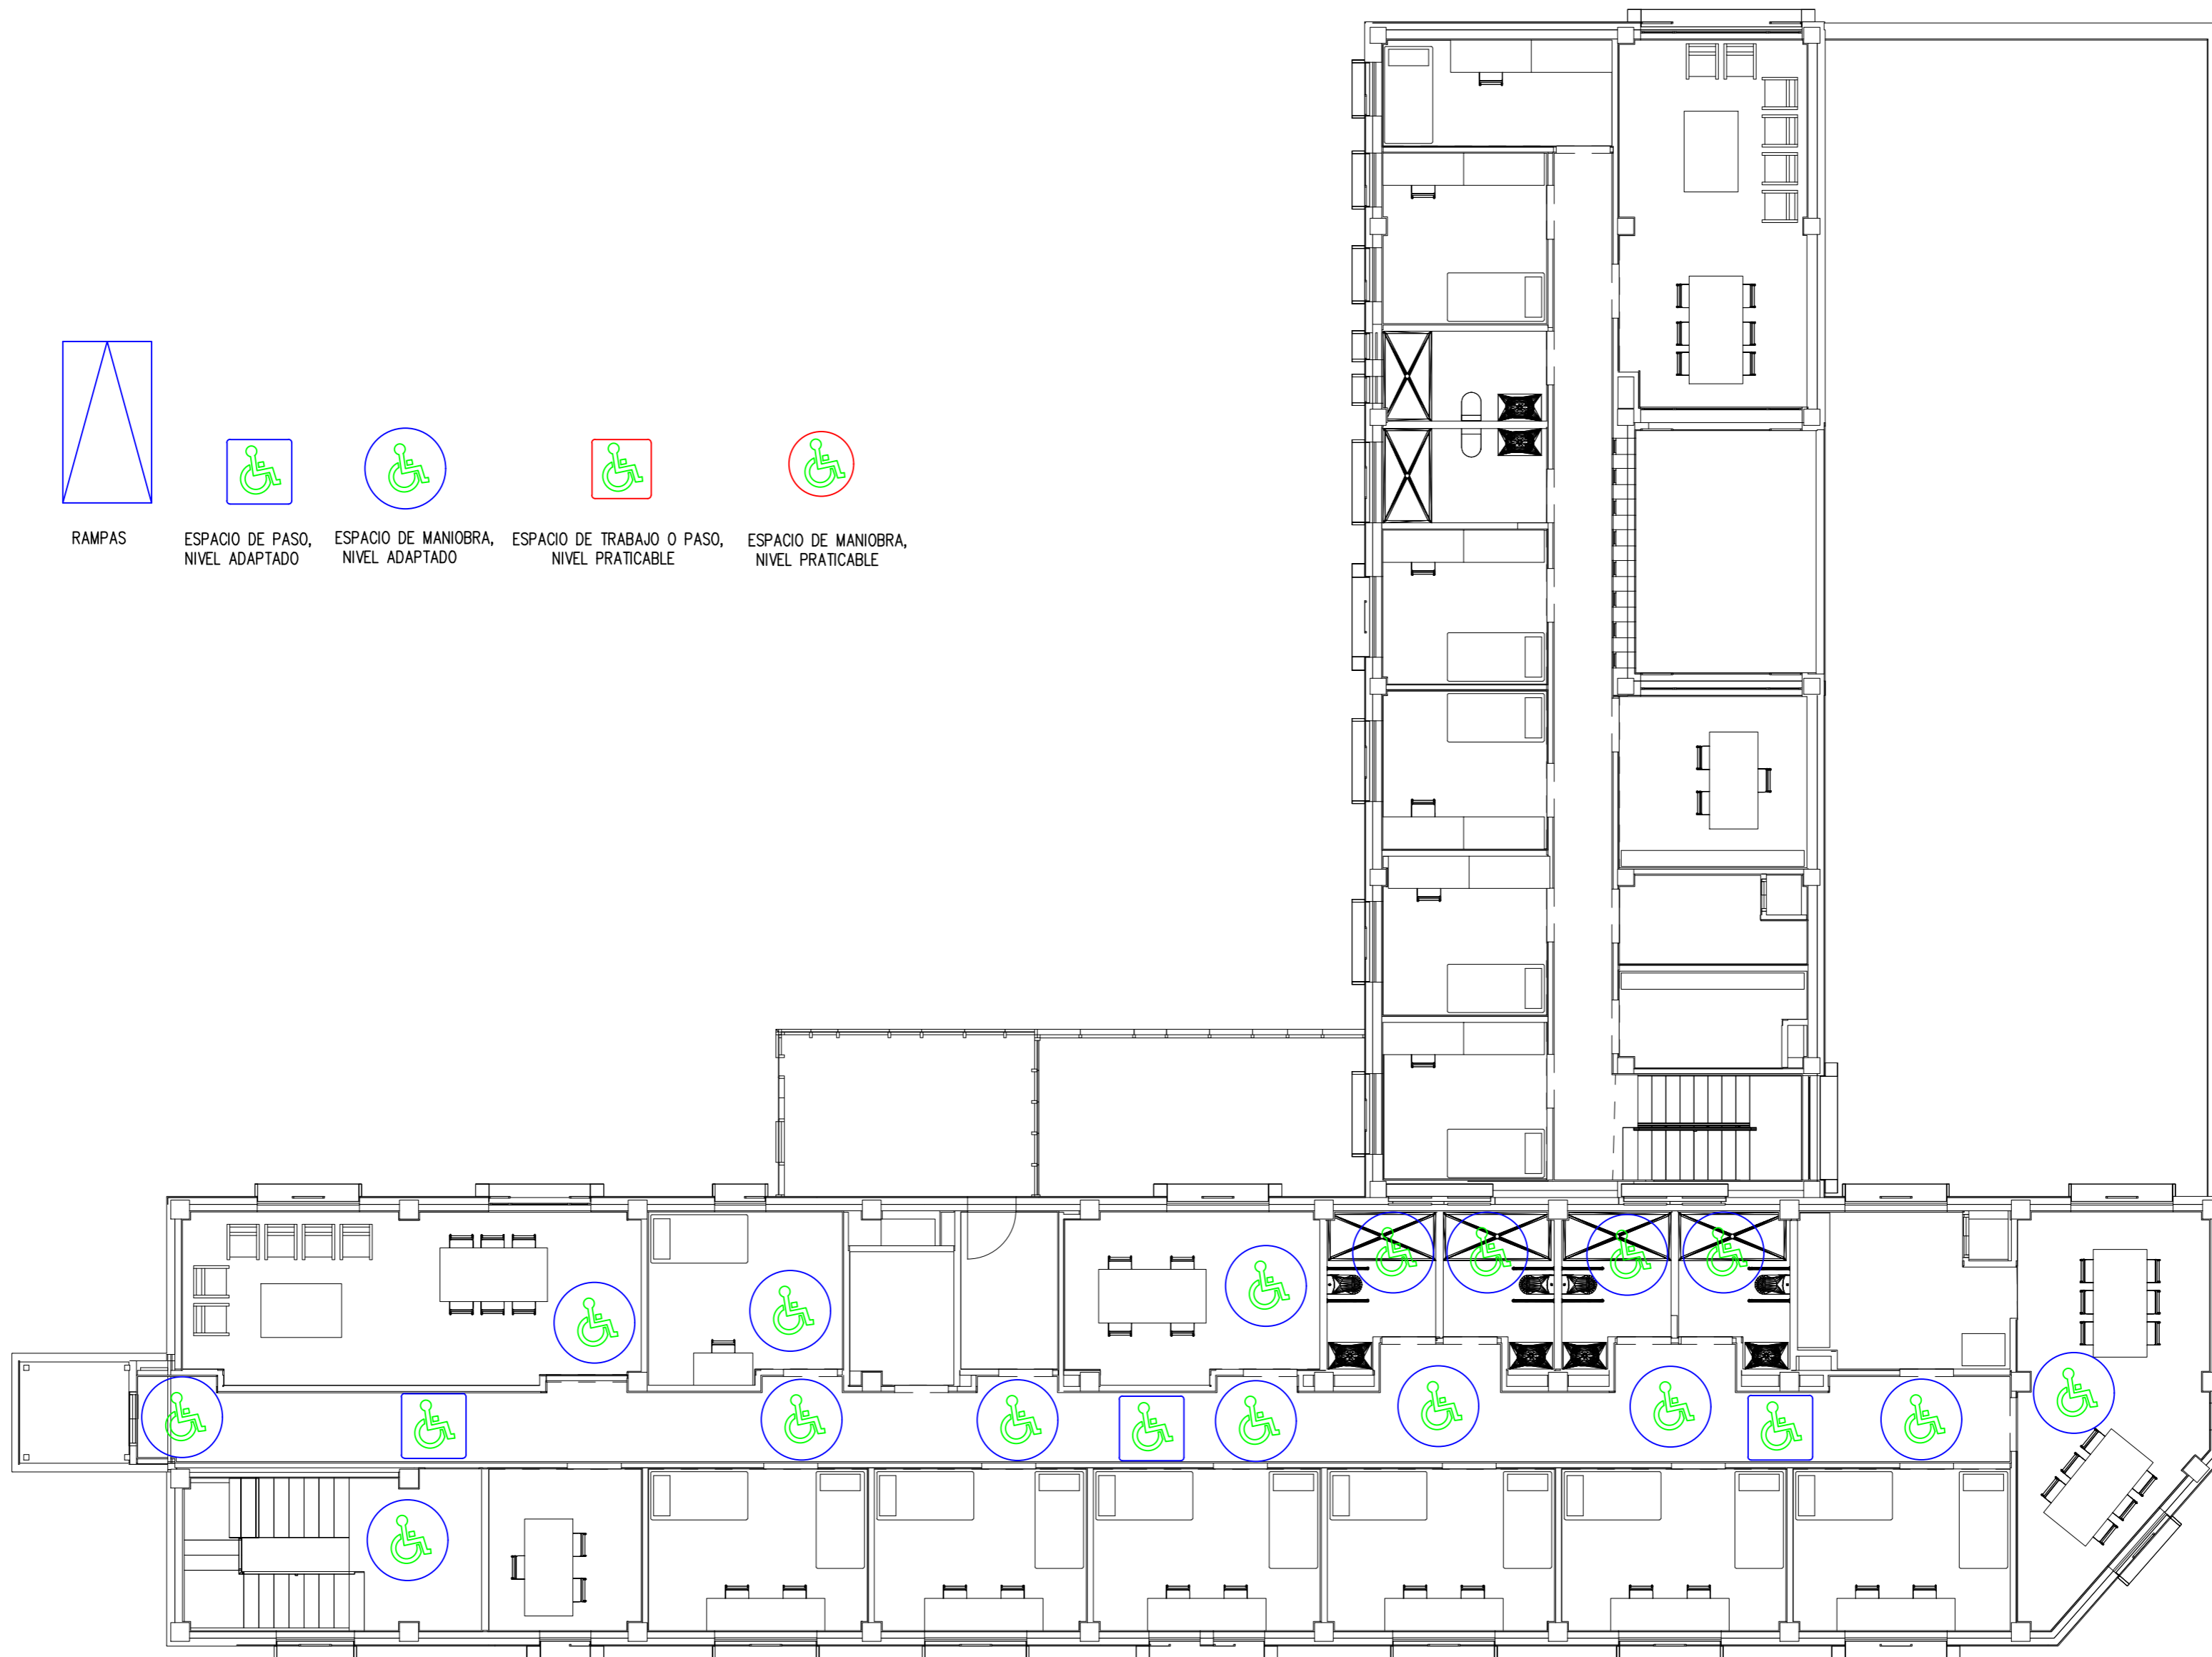 RAMPAS
ESPACIO DE PASO,
NIVEL ADAPTADO
ESPACIO DE MANIOBRA,
NIVEL ADAPTADO
ESPACIO DE TRABAJO O PASO,
NIVEL PRATICABLE
ESPACIO DE MANIOBRA,
NIVEL PRATICABLE